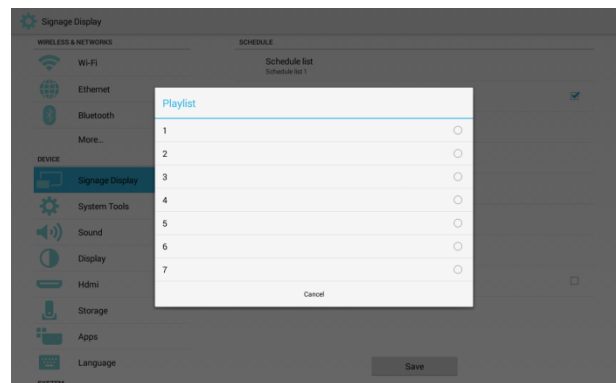 Signage Display
WIRELESS & NETWORKS
SCHEDULE
Wi-Fi
Schedule list
Schedule list 1
Ethernet
Bluetooth
More...
DEVICE
Signage Display
System Tools
Sound
Display
Hdmi
Storage
Apps
Language
Playlist
1
2
3
4
5
6
7
Cancel
Save
SYSTEM